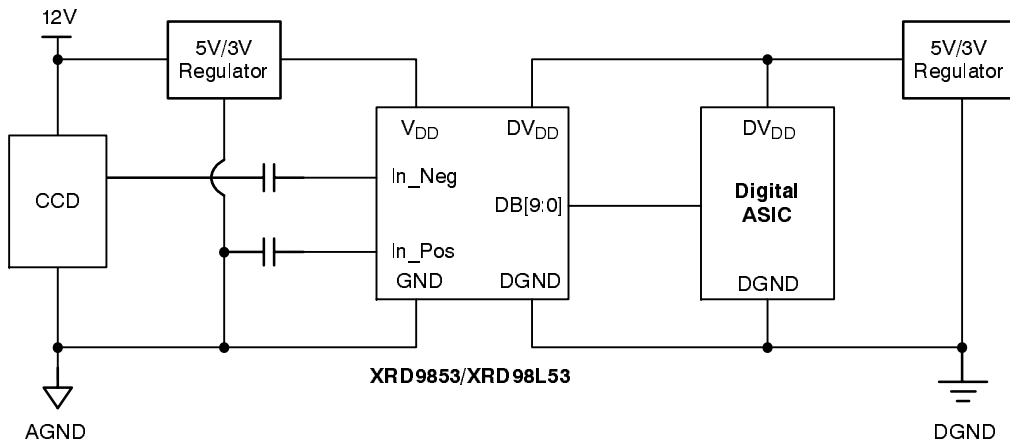 12V
5V/3V
Regulator
5V/3V
Regulator
VDD
DVDD
DVDD
CCD
In_Neg
DB[9:0]
Digital
ASIC
In_Pos
GND
DGND
DGND
XRD9853/XRD98L53
AGND
DGND